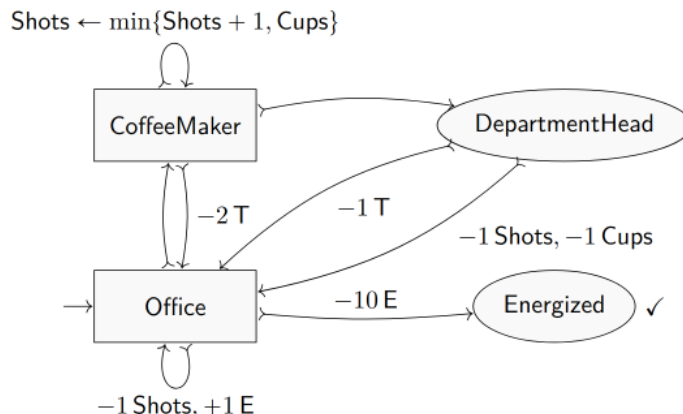 Shots ← min{Shots + 1, Cups}
CoffeeMaker
DepartmentHead
−2 T
−1 T
−1 Shots, −1 Cups
Office
−10 E
Energized ✓
−1 Shots, +1 E